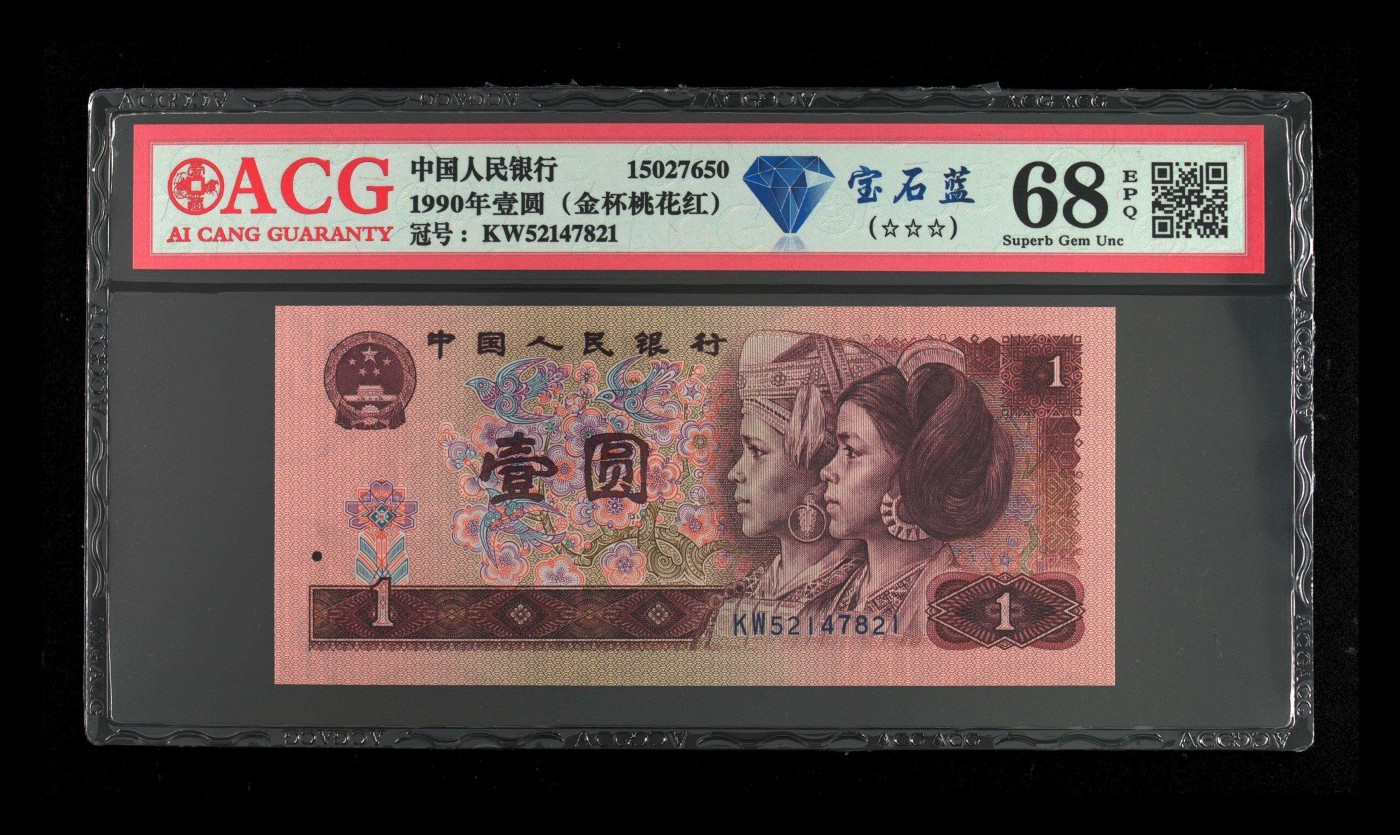 ACG
AI CANG GUARANTY
中国人民银行 15027650
1990年壹圆（金杯桃花红）
冠号： KW52147821
宝石蓝
(☆☆☆)
68
EPQ
Superb Gem Unc
中国人民银行
1
壹圆
1
KW52147821
1